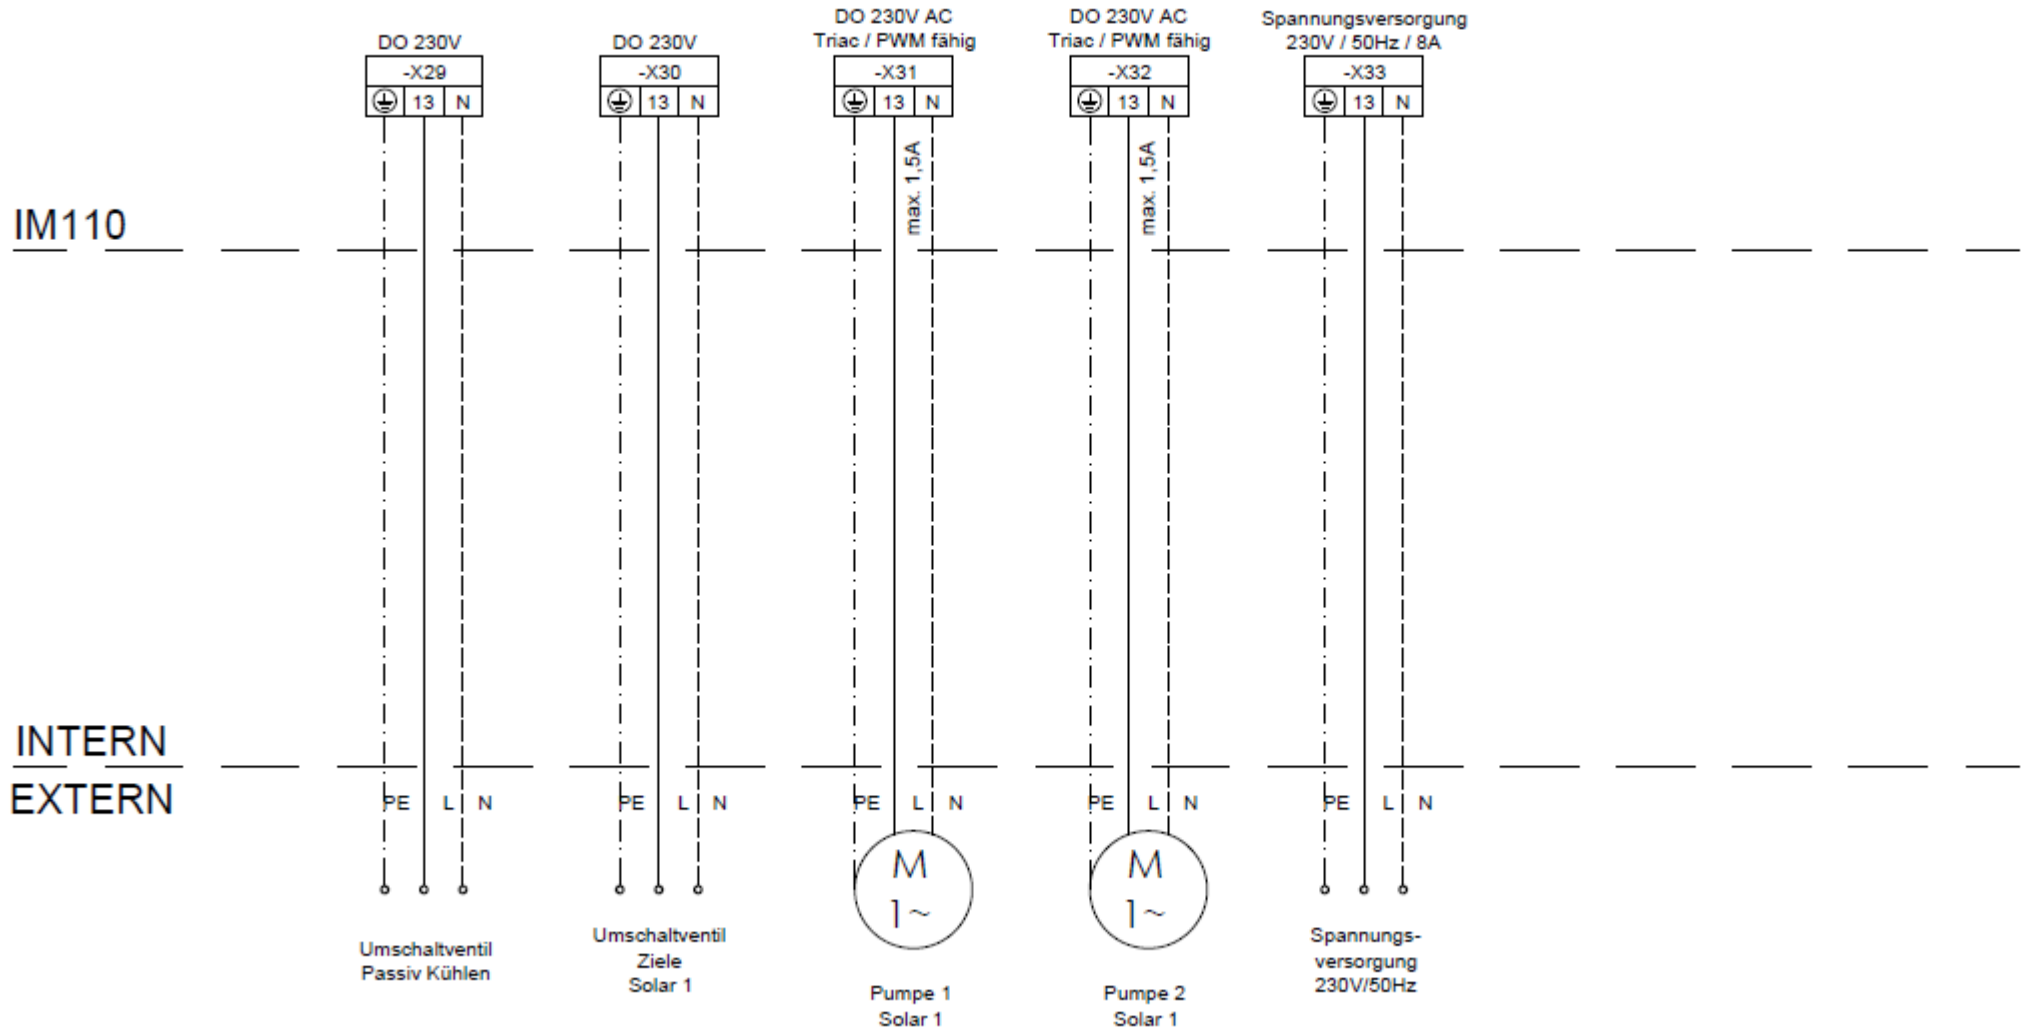 DO 230V
-X29
13 N
DO 230V
-X30
13 N
DO 230V AC
Triac / PWM fähig
-X31
13 N
max. 1,5A
DO 230V AC
Triac / PWM fähig
-X32
13 N
max. 1,5A
Spannungsversorgung
230V / 50Hz / 8A
-X33
13 N
IM110
INTERN
EXTERN
PE L N
PE L N
PE L N
PE L N
PE L N
Umschaltventil
Passiv Kühlen
Umschaltventil
Ziele
Solar 1
M
1~
Pumpe 1
Solar 1
M
1~
Pumpe 2
Solar 1
Spannungs-
versorgung
230V/50Hz